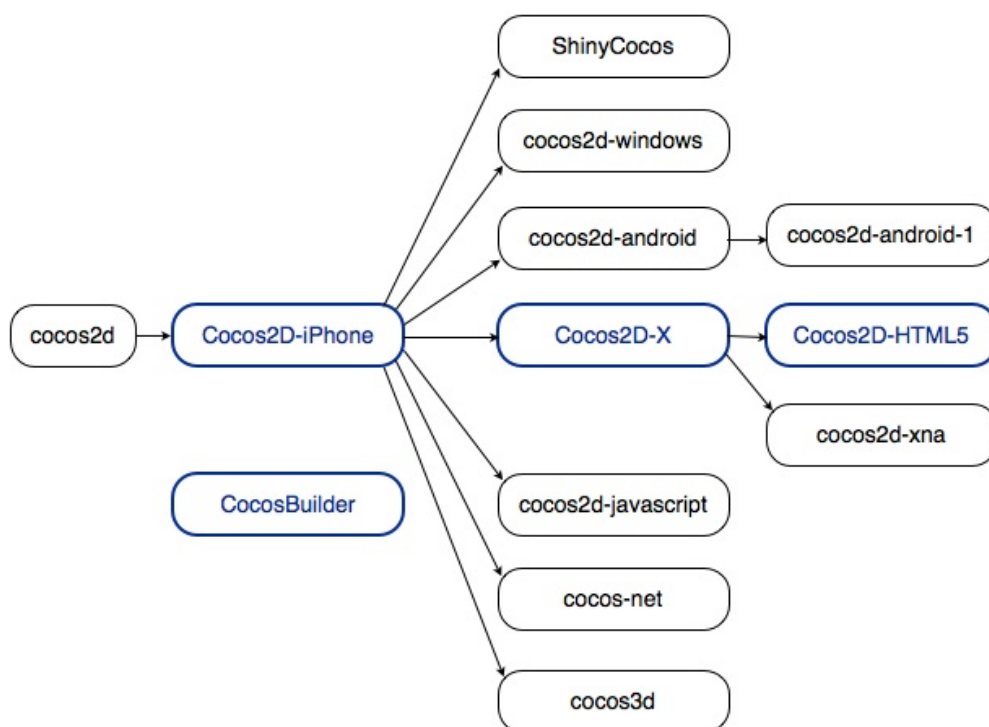 ShinyCocos
cocos2d-windows
cocos2d-android
cocos2d-android-1
cocos2d
Cocos2D-iPhone
Cocos2D-X
Cocos2D-HTML5
cocos2d-xna
CocosBuilder
cocos2d-javascript
cocos-net
cocos3d